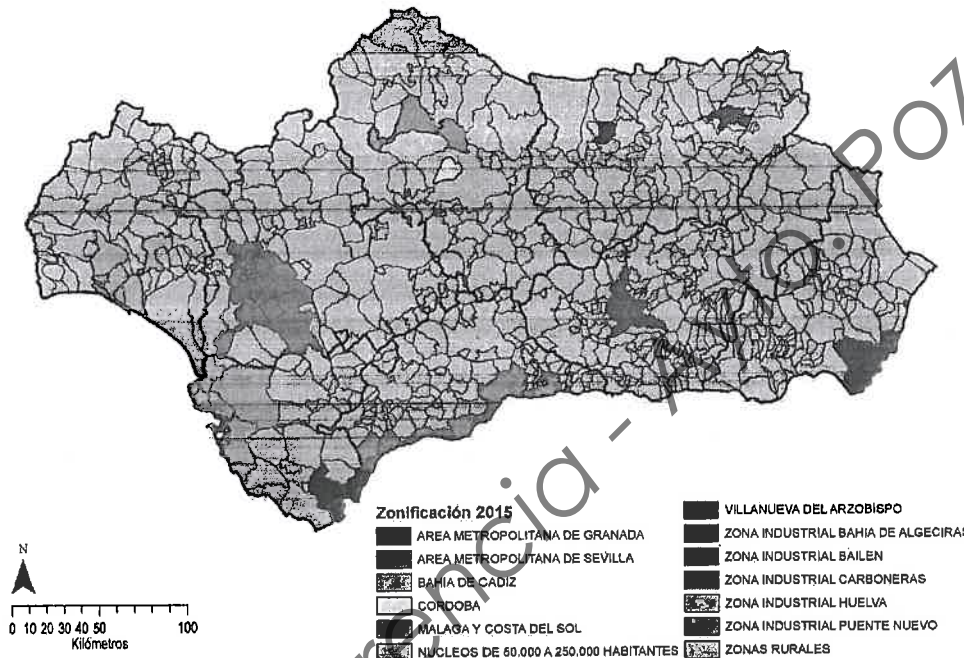 Zonificación 2015
AREA METROPOLITANA DE GRANADA
AREA METROPOLITANA DE SEVILLA
BAHIA DE CADIZ
CORDOBA
MALAGA Y COSTA DEL SOL
NUCLEOS DE 50.000 A 250.000 HABITANTES
VILLANUEVA DEL ARZOBISPO
ZONA INDUSTRIAL BAHIA DE ALGECIRAS
ZONA INDUSTRIAL BAILEN
ZONA INDUSTRIAL CARBONERAS
ZONA INDUSTRIAL HUELVA
ZONA INDUSTRIAL PUENTE NUEVO
ZONAS RURALES
N
0 10 20 30 40 50 100
Kilómetros